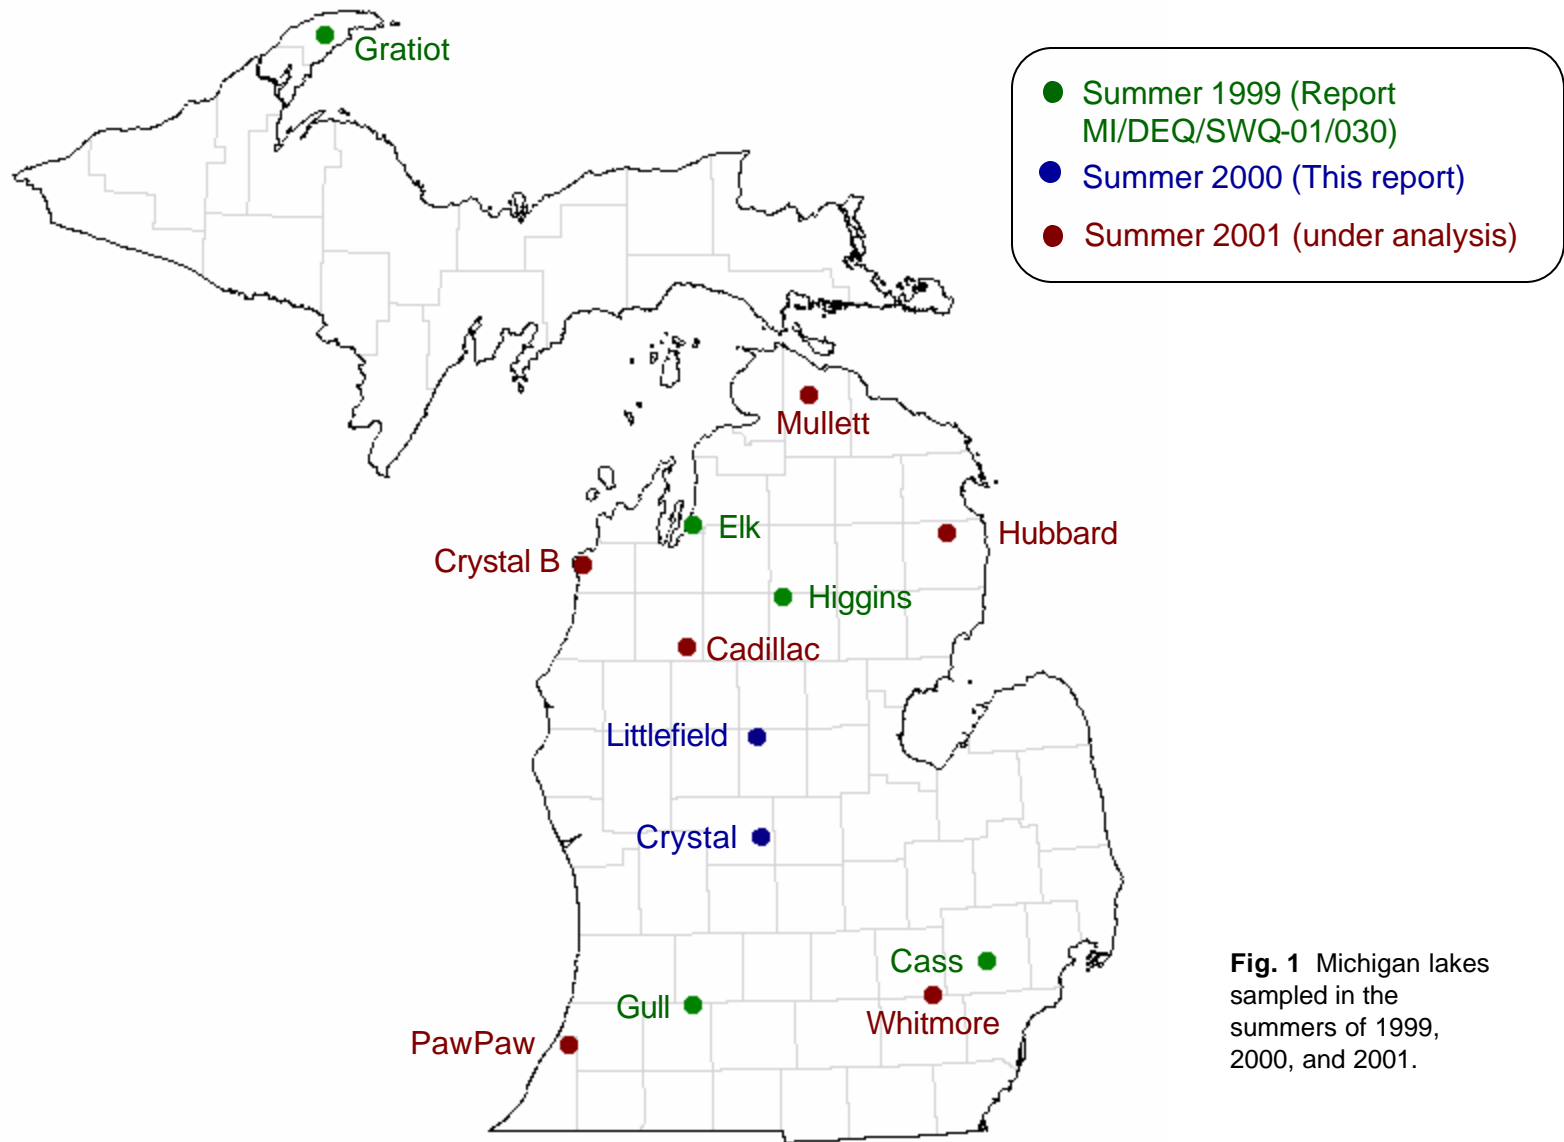 Gratiot
Summer 1999 (Report
MI/DEQ/SWQ-01/030)
Summer 2000 (This report)
Summer 2001 (under analysis)
Mullett
Elk
Hubbard
Crystal B
Higgins
Cadillac
Littlefield
Crystal
Cass
Gull
Whitmore
PawPaw
Fig. 1 Michigan lakes
sampled in the
summers of 1999,
2000, and 2001.